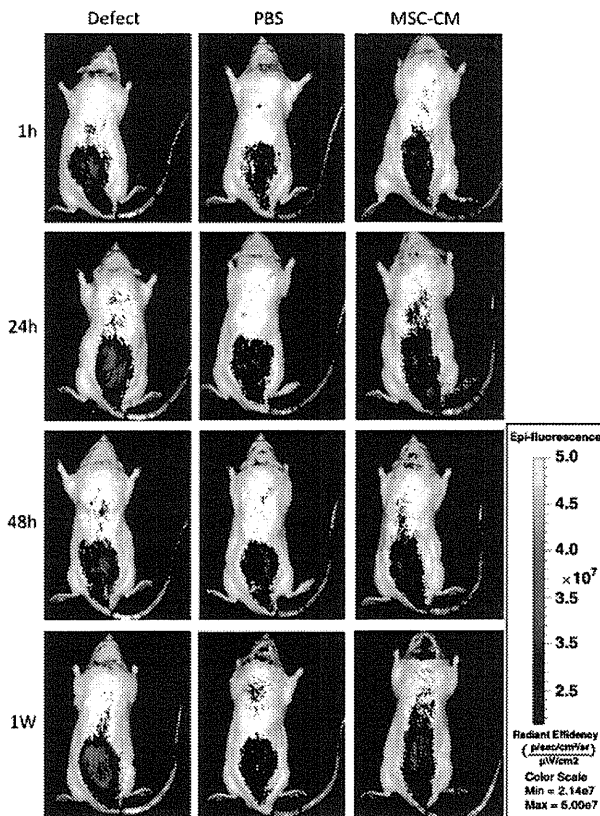 Defect PBS MSC-CM
1h
24h
48h
1W
Epi-fluorescence
5.0
4.5
4.0
×10⁷
3.5
3.5
2.5
Radiant Effidency
(p/sec/cm²/sr)
µW/cm2
Color Scale
Min = 2.14e7
Max = 5.00e7